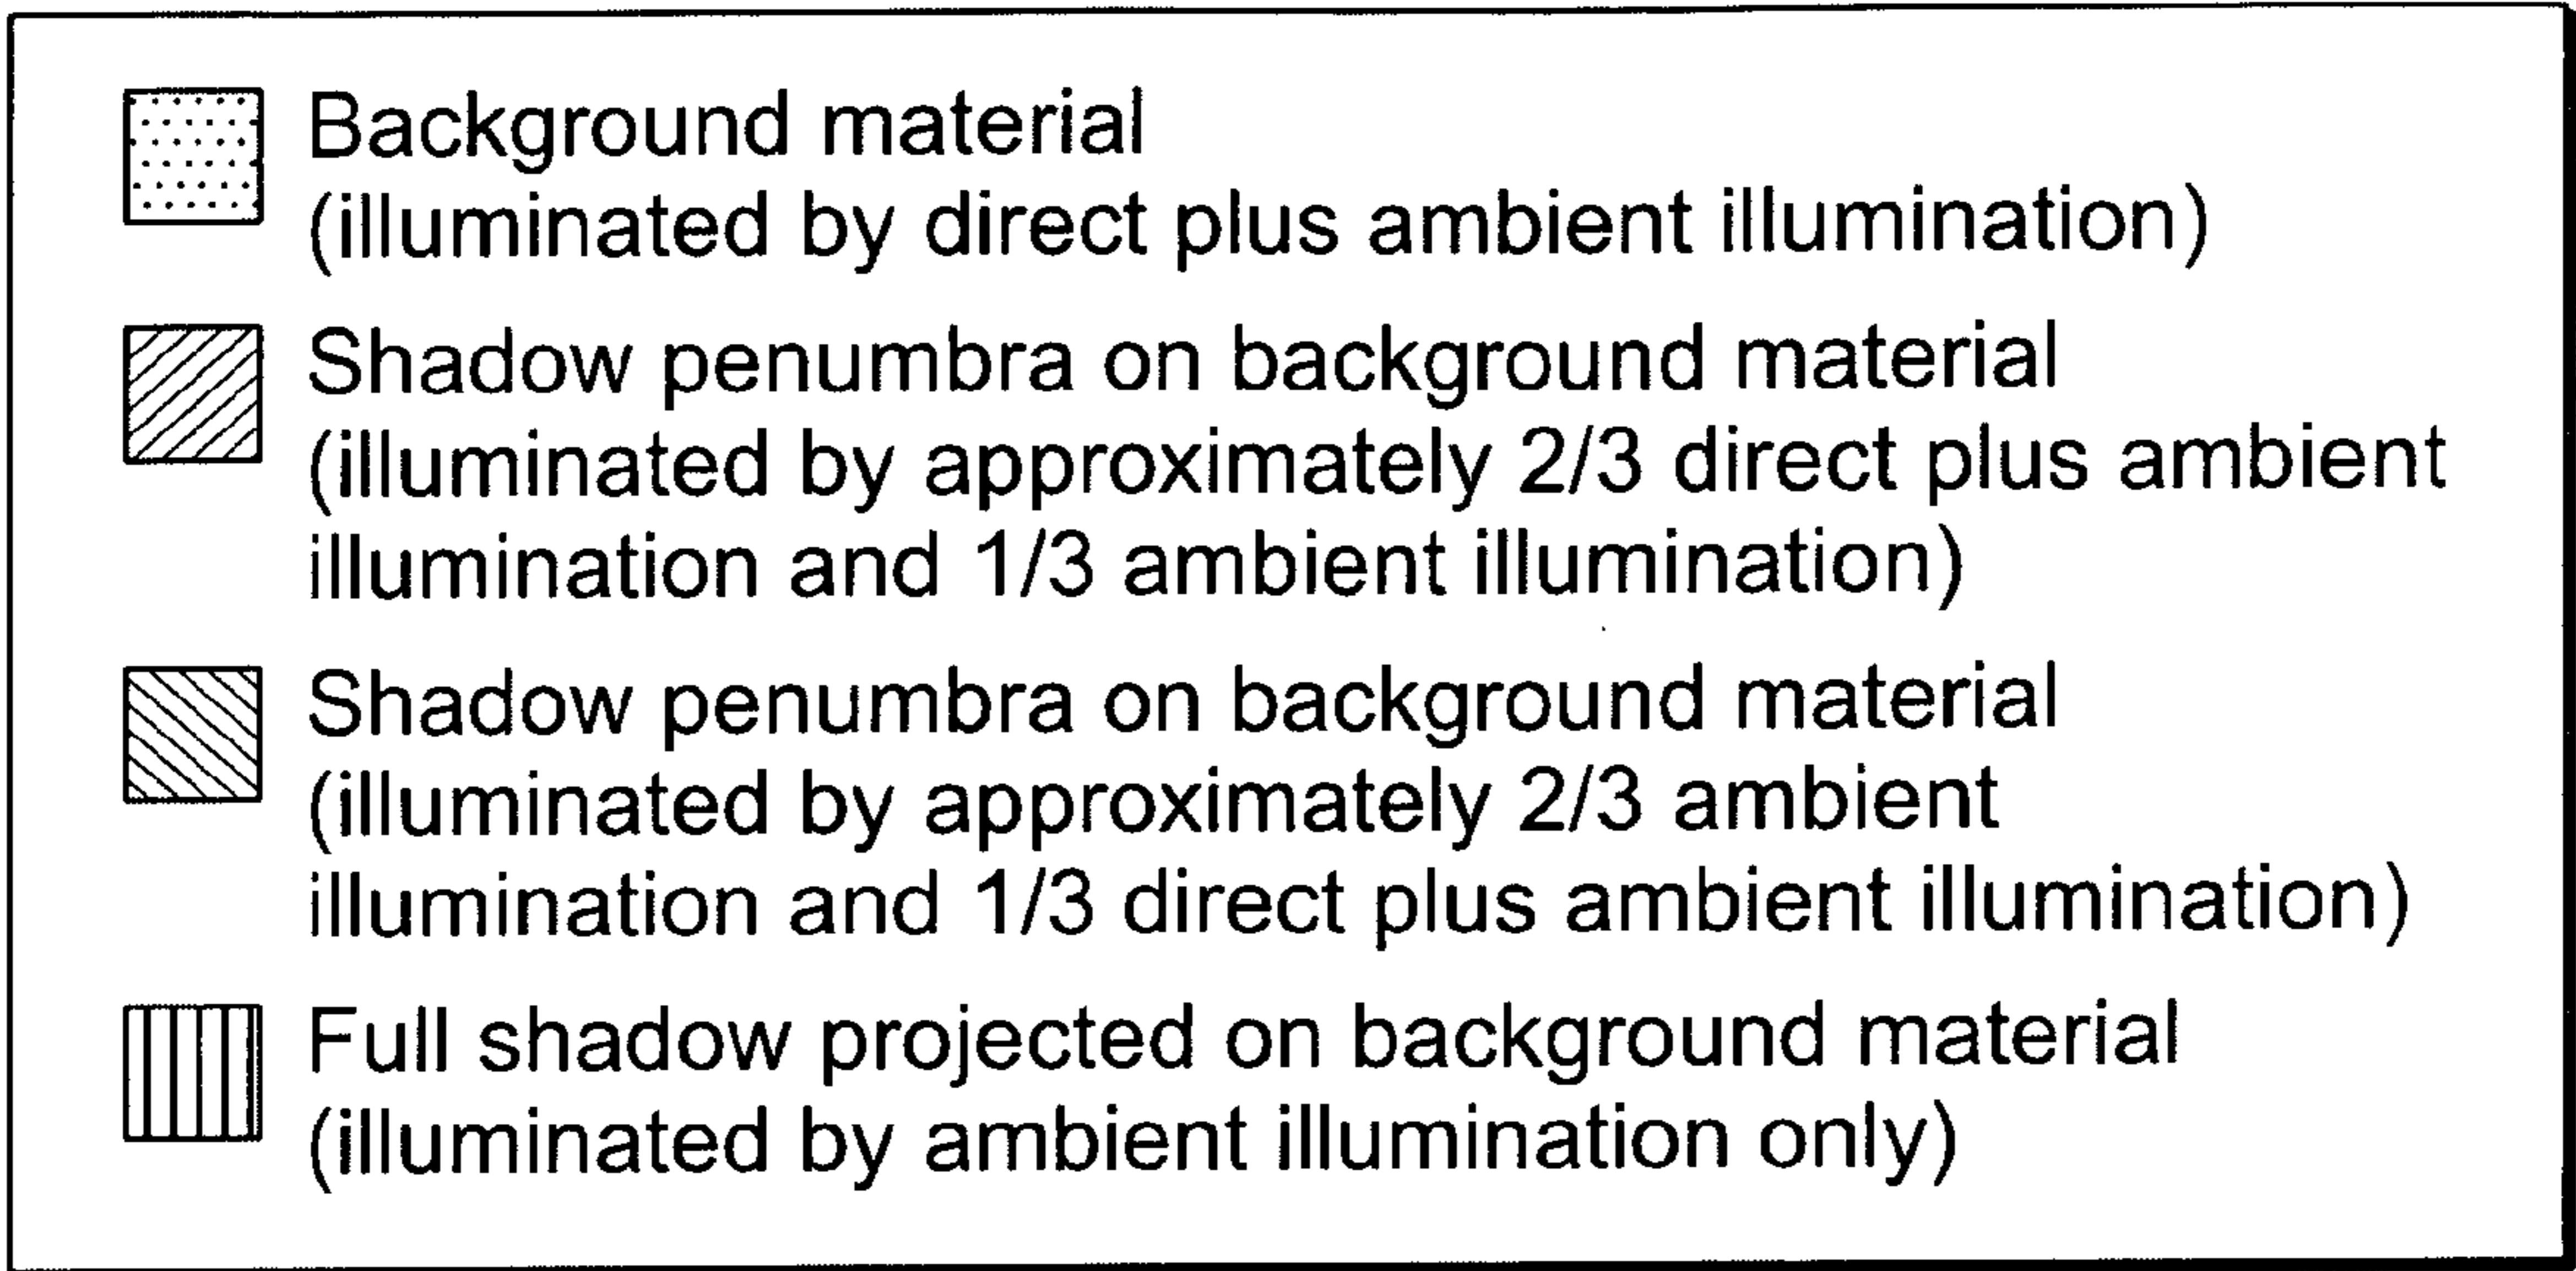 Background material
(illuminated by direct plus ambient illumination)
Shadow penumbra on background material
(illuminated by approximately 2/3 direct plus ambient
illumination and 1/3 ambient illumination)
Shadow penumbra on background material
(illuminated by approximately 2/3 ambient
illumination and 1/3 direct plus ambient illumination)
Full shadow projected on background material
(illuminated by ambient illumination only)